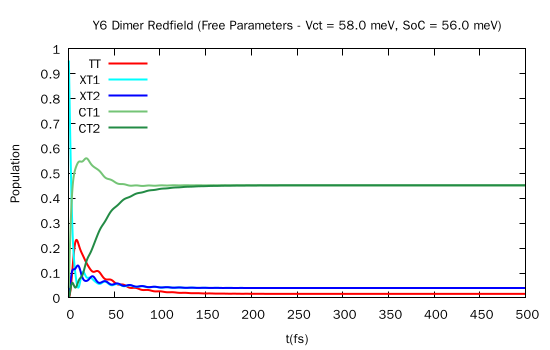 Y6 Dimer Redfield (Free Parameters - Vct = 58.0 meV, SoC = 56.0 meV)
1
0.9
0.8
0.7
0.6
0.5
0.4
0.3
0.2
0.1
0
Population
TT
XT1
XT2
CT1
CT2
0 50 100 150 200 250 300 350 400 450 500
t(fs)